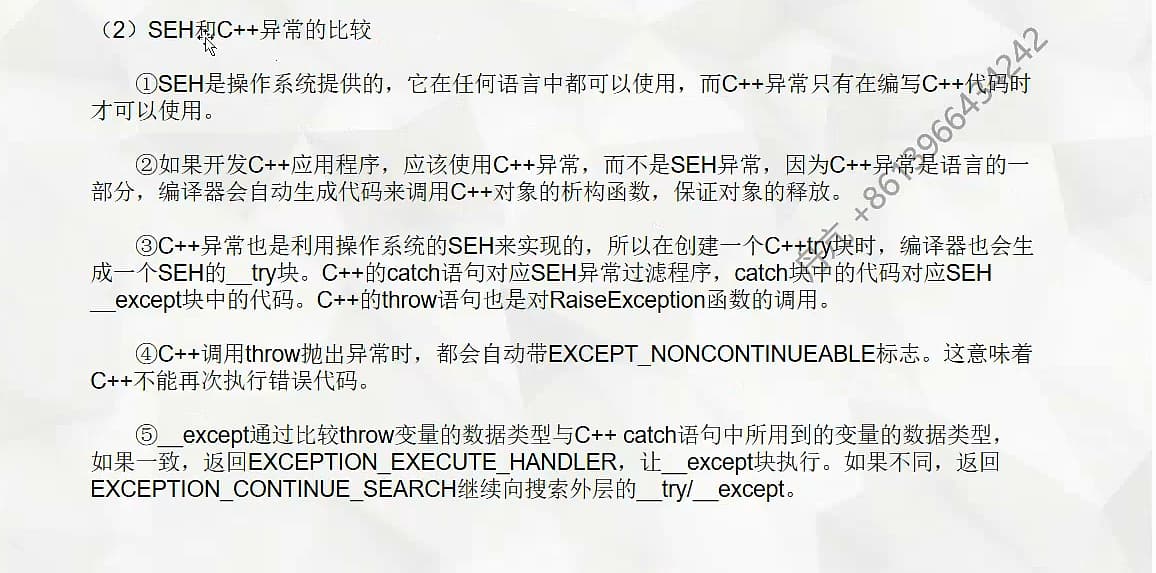 （2）SEH和C++异常的比较
①SEH是操作系统提供的，它在任何语言中都可以使用，而C++异常只有在编写C++代码时
才可以使用。
②如果开发C++应用程序，应该使用C++异常，而不是SEH异常，因为C++异常是语言的一
部分，编译器会自动生成代码来调用C++对象的析构函数，保证对象的释放。
③C++异常也是利用操作系统的SEH来实现的，所以在创建一个C++try块时，编译器也会生
成一个SEH的__try块。C++的catch语句对应SEH异常过滤程序，catch块中的代码对应SEH
__except块中的代码。C++的throw语句也是对RaiseException函数的调用。
④C++调用throw抛出异常时，都会自动带EXCEPT_NONCONTINUEABLE标志。这意味着
C++不能再次执行错误代码。
⑤__except通过比较throw变量的数据类型与C++ catch语句中所用到的变量的数据类型，
如果一致，返回EXCEPTION_EXECUTE_HANDLER，让__except块执行。如果不同，返回
EXCEPTION_CONTINUE_SEARCH继续向搜索外层的__try/__except。